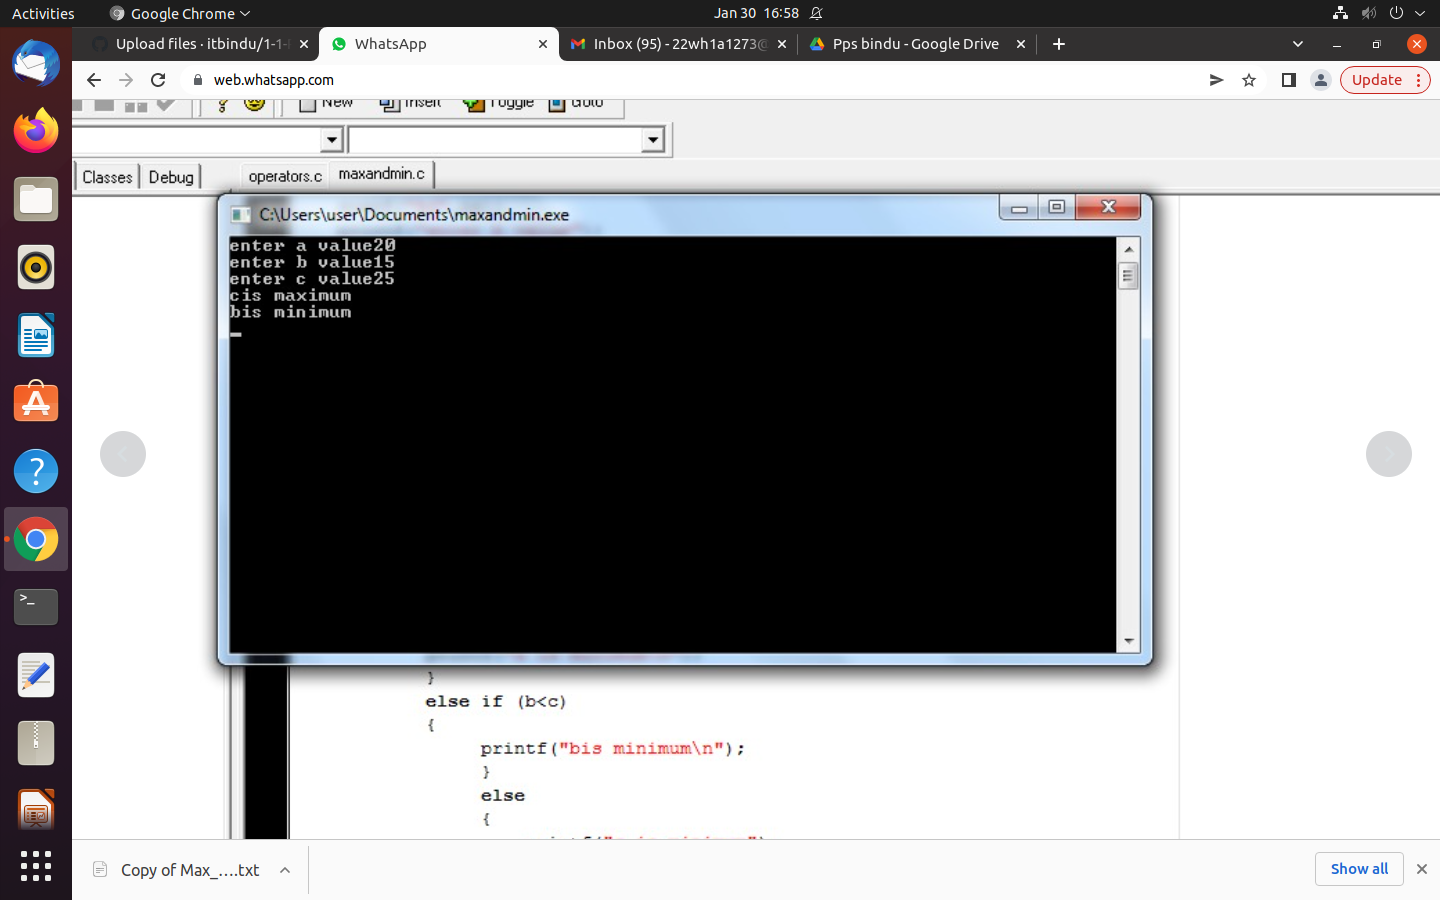 Activities
Google Chrome
Jan 30 16:58
Upload files · itbindu/1-1-
WhatsApp
Inbox (95) - 22wh1a1273@
Pps bindu - Google Drive
web.whatsapp.com
Update
New
Insert
Toggle
Goto
Classes
Debug
operators.c
maxandmin.c
C:\Users\user\Documents\maxandmin.exe
enter a value20
enter b value15
enter c value25
cis maximum
bis minimum
}
else if (b<c)
{
printf("bis minimum\n");
}
else
{
Copy of Max_....txt
Show all